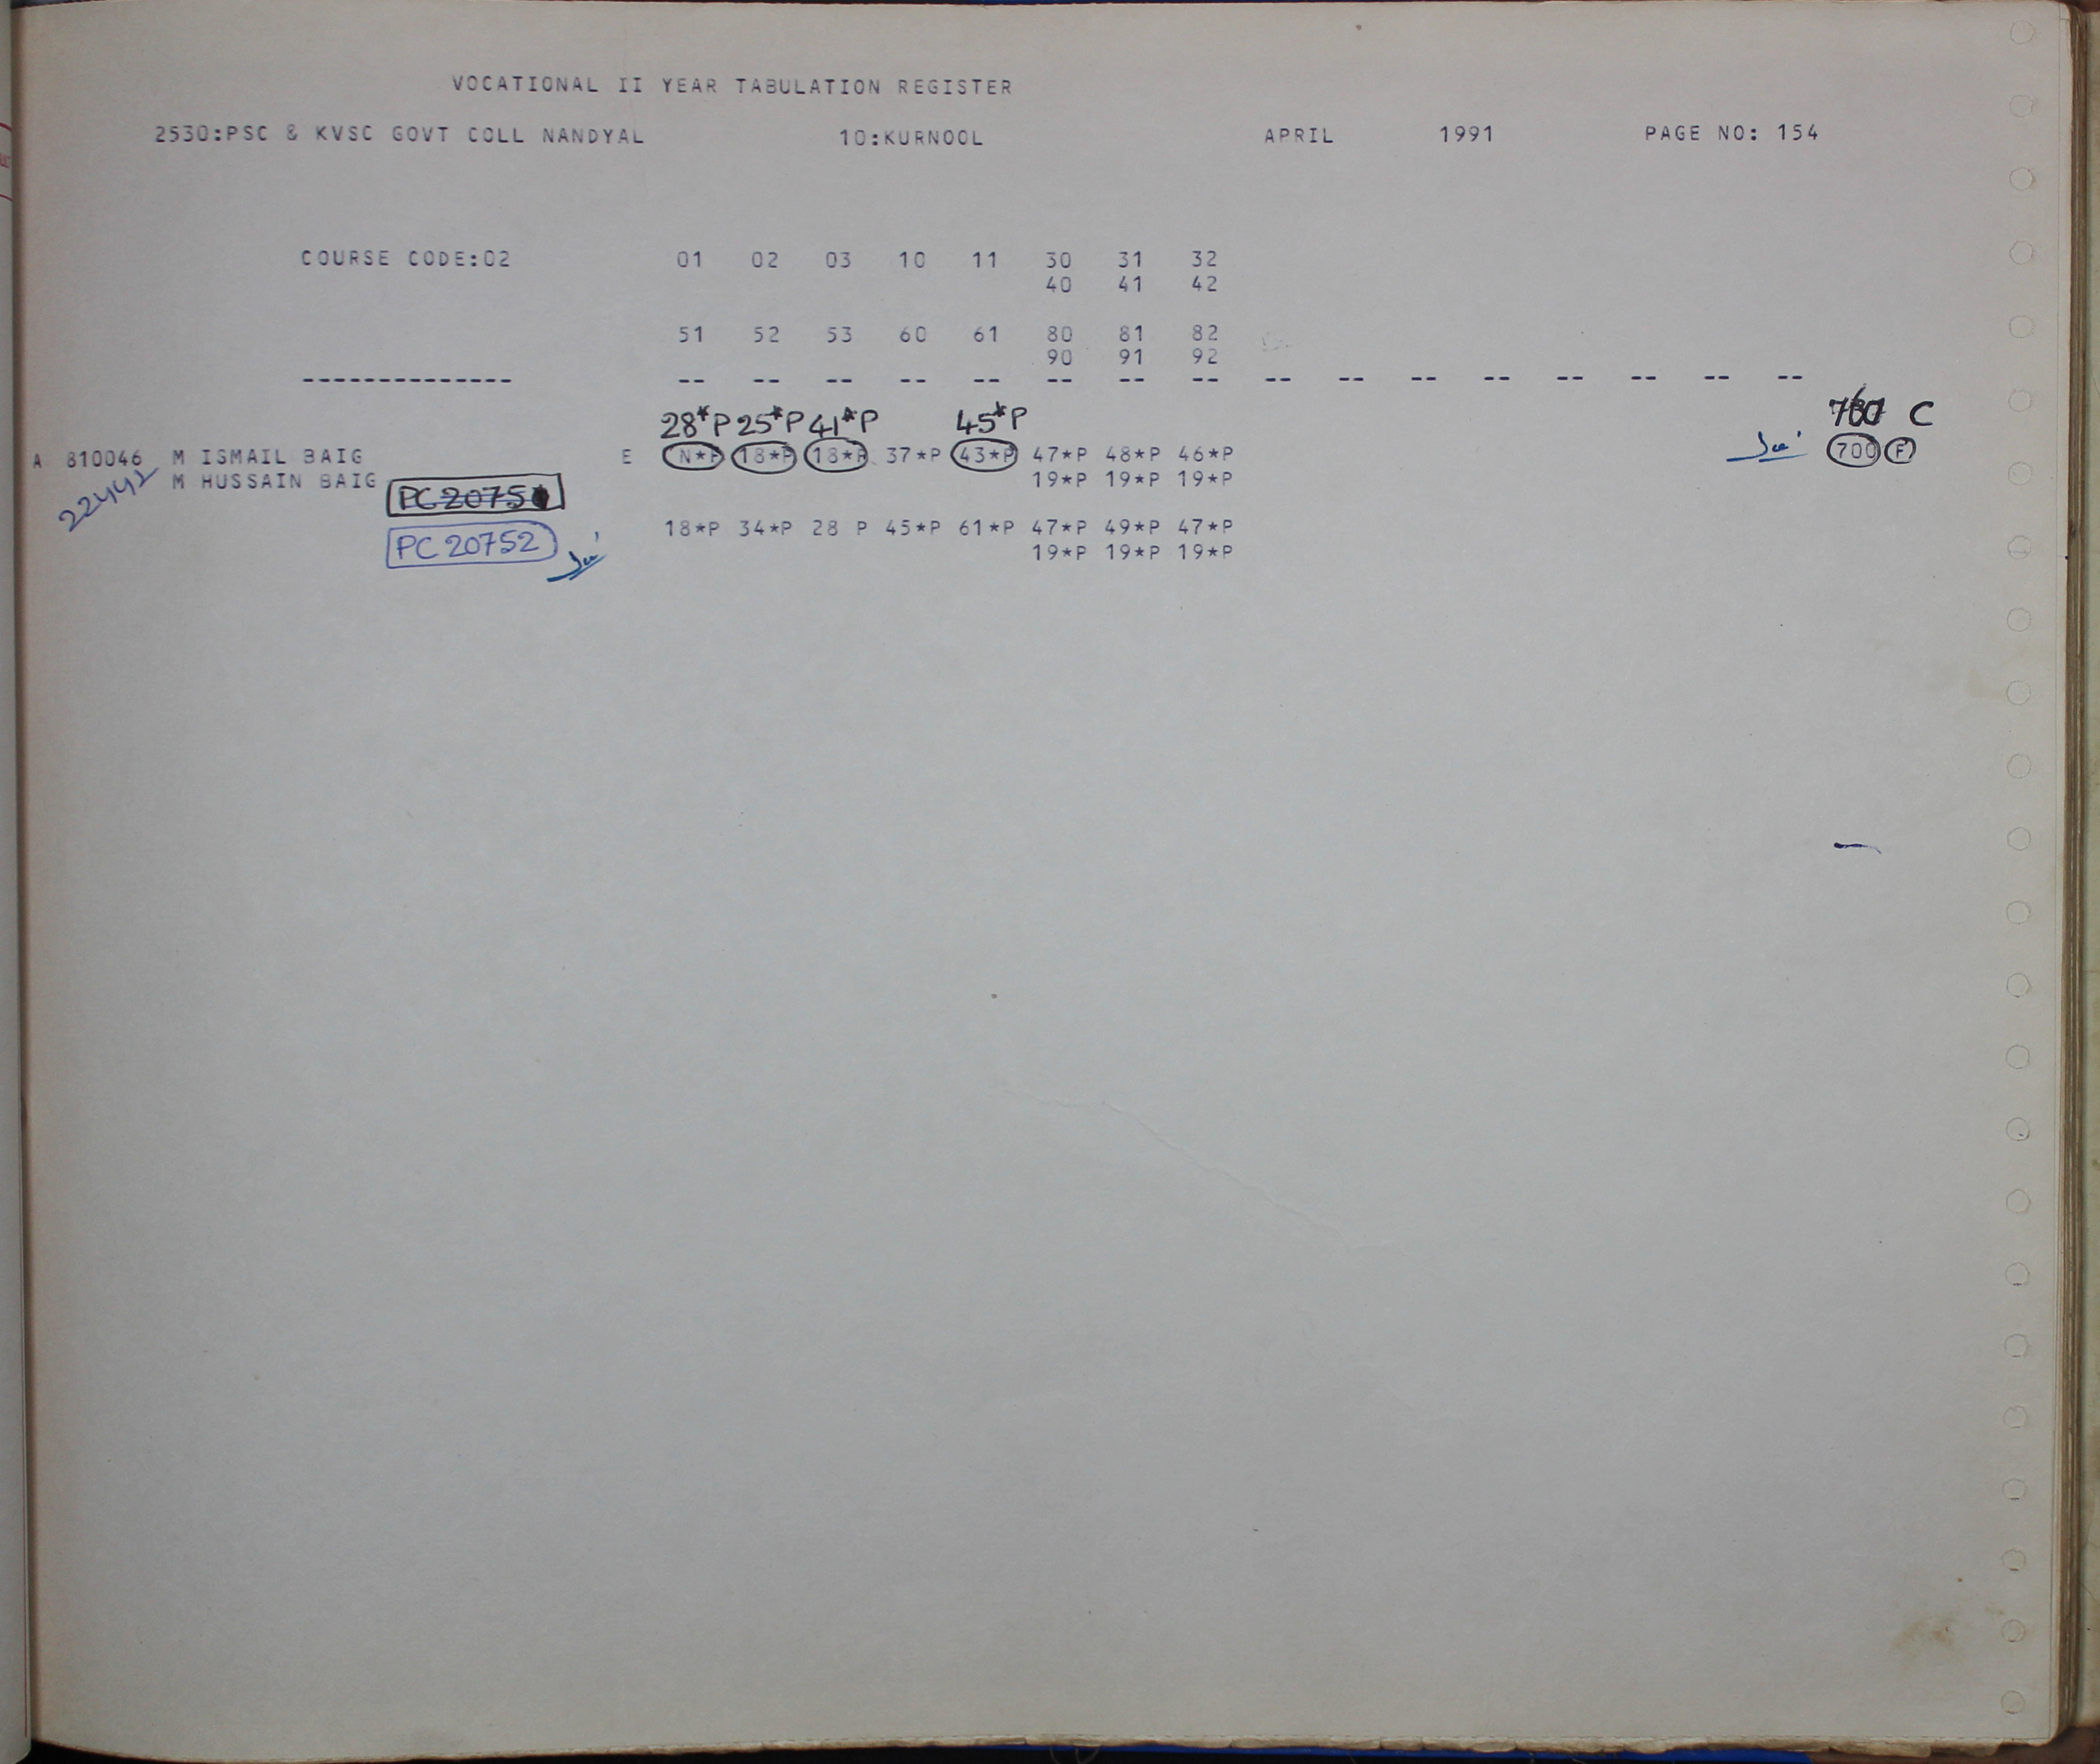 VOCATIONAL II YEAR TABULATION REGISTER
2530:PSC & KVSC GOVT COLL NANDYAL 10:KURNOOL APRIL 1991 PAGE NO: 154
COURSE CODE:02 01 02 03 10 11 30 31 32
40 41 42
51 52 53 60 61 80 81 82
90 91 92
-------------- -- -- -- -- -- -- -- -- -- -- -- -- -- -- -- --
28*P 25*P 41*P 45*P C
A 810046 M ISMAIL BAIG E N*F 18*P 18*P 37*P 43*P 47*P 48*P 46*P 700 F
22442 M HUSSAIN BAIG 19*P 19*P 19*P
PC 2075
18*P 34*P 28 P 45*P 61*P 47*P 49*P 47*P
PC 20752 19*P 19*P 19*P